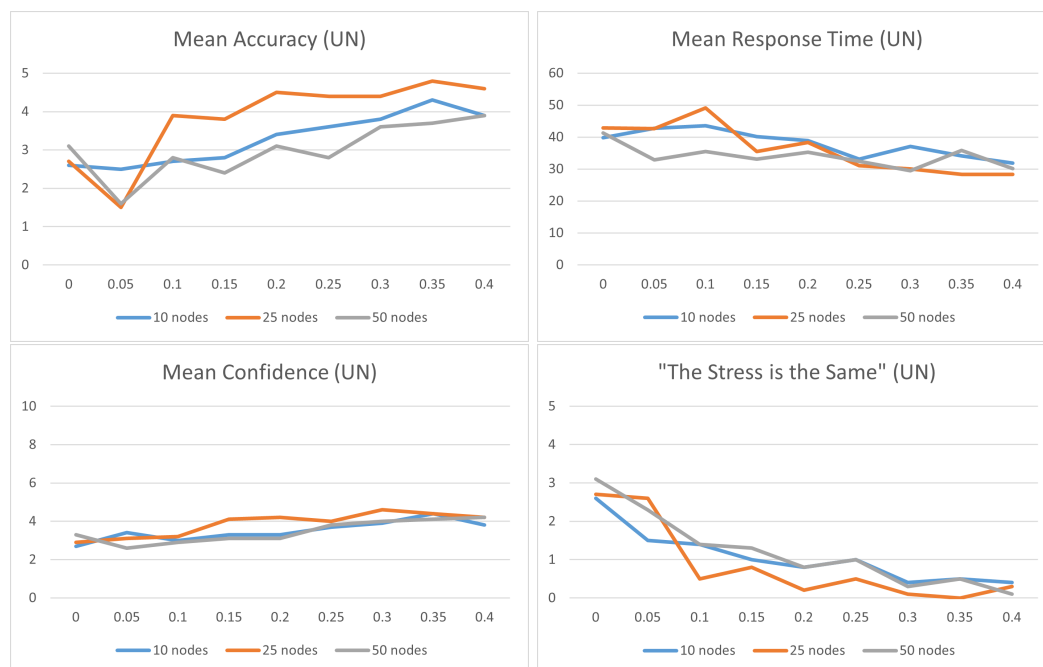 Mean Accuracy (UN)
5
4
3
2
1
0
0 0.05 0.1 0.15 0.2 0.25 0.3 0.35 0.4
10 nodes 25 nodes 50 nodes
Mean Response Time (UN)
60
50
40
30
20
10
0
0 0.05 0.1 0.15 0.2 0.25 0.3 0.35 0.4
10 nodes 25 nodes 50 nodes
Mean Confidence (UN)
10
8
6
4
2
0
0 0.05 0.1 0.15 0.2 0.25 0.3 0.35 0.4
10 nodes 25 nodes 50 nodes
"The Stress is the Same" (UN)
5
4
3
2
1
0
0 0.05 0.1 0.15 0.2 0.25 0.3 0.35 0.4
10 nodes 25 nodes 50 nodes